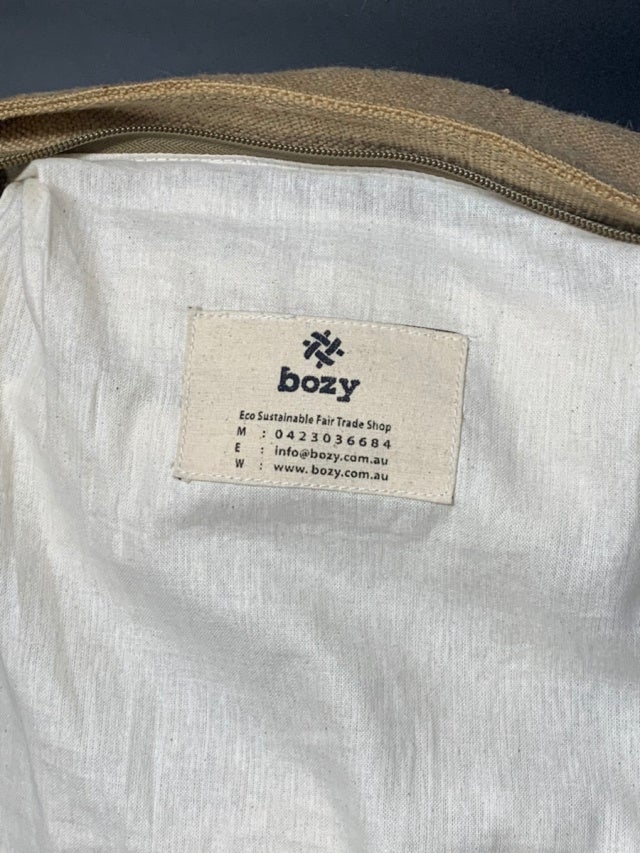 bozy
Eco Sustainable Fair Trade Shop
M : 0423036684
E : info@bozy.com.au
W : www.bozy.com.au